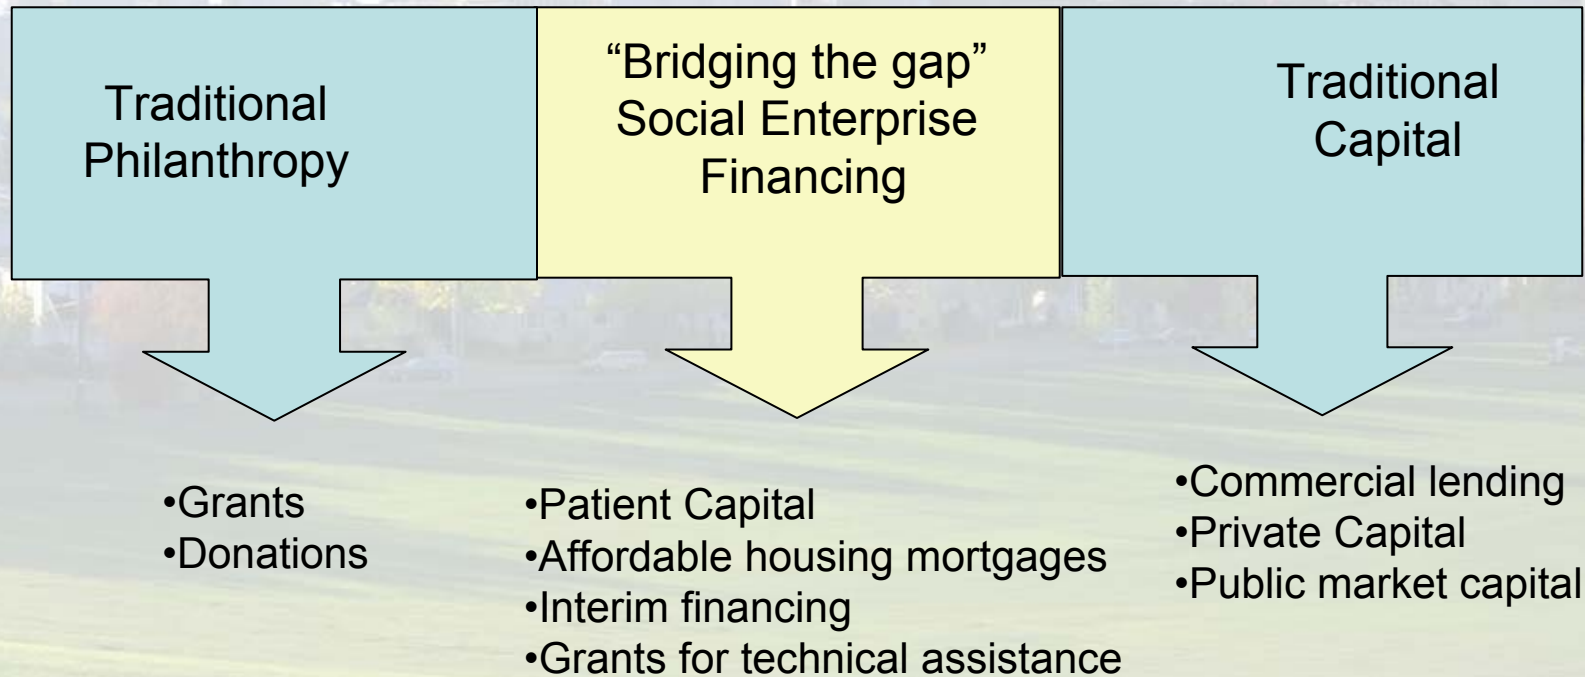 Traditional
Philanthropy
“Bridging the gap”
Social Enterprise
Financing
Traditional
Capital
•Grants
•Donations
•Patient Capital
•Affordable housing mortgages
•Interim financing
•Grants for technical assistance
•Commercial lending
•Private Capital
•Public market capital